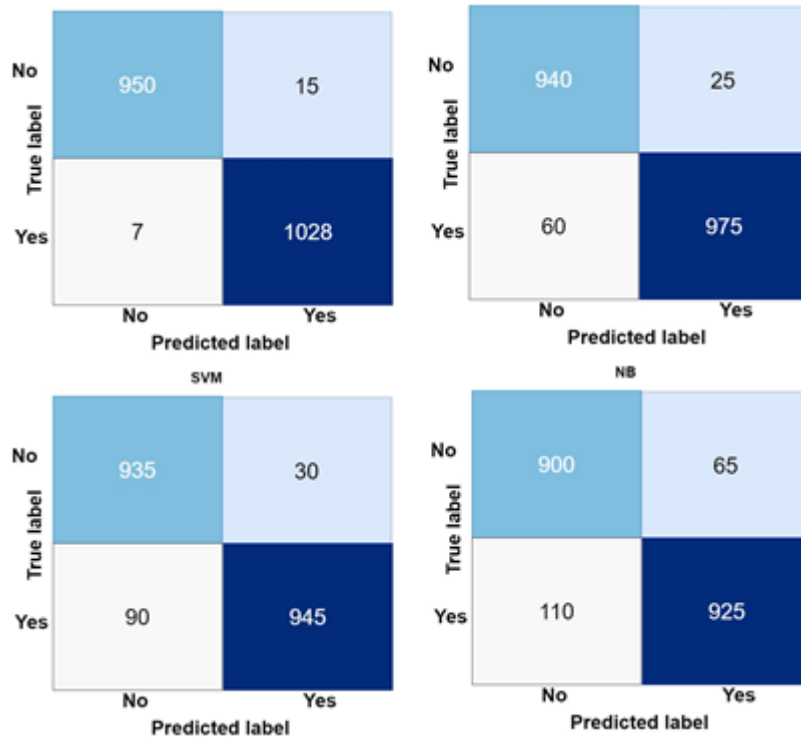 No 950 15
True label
Yes 7 1028
No Yes
Predicted label
No 940 25
True label
Yes 60 975
No Yes
Predicted label
SVM
No 935 30
True label
Yes 90 945
No Yes
Predicted label
NB
No 900 65
True label
Yes 110 925
No Yes
Predicted label